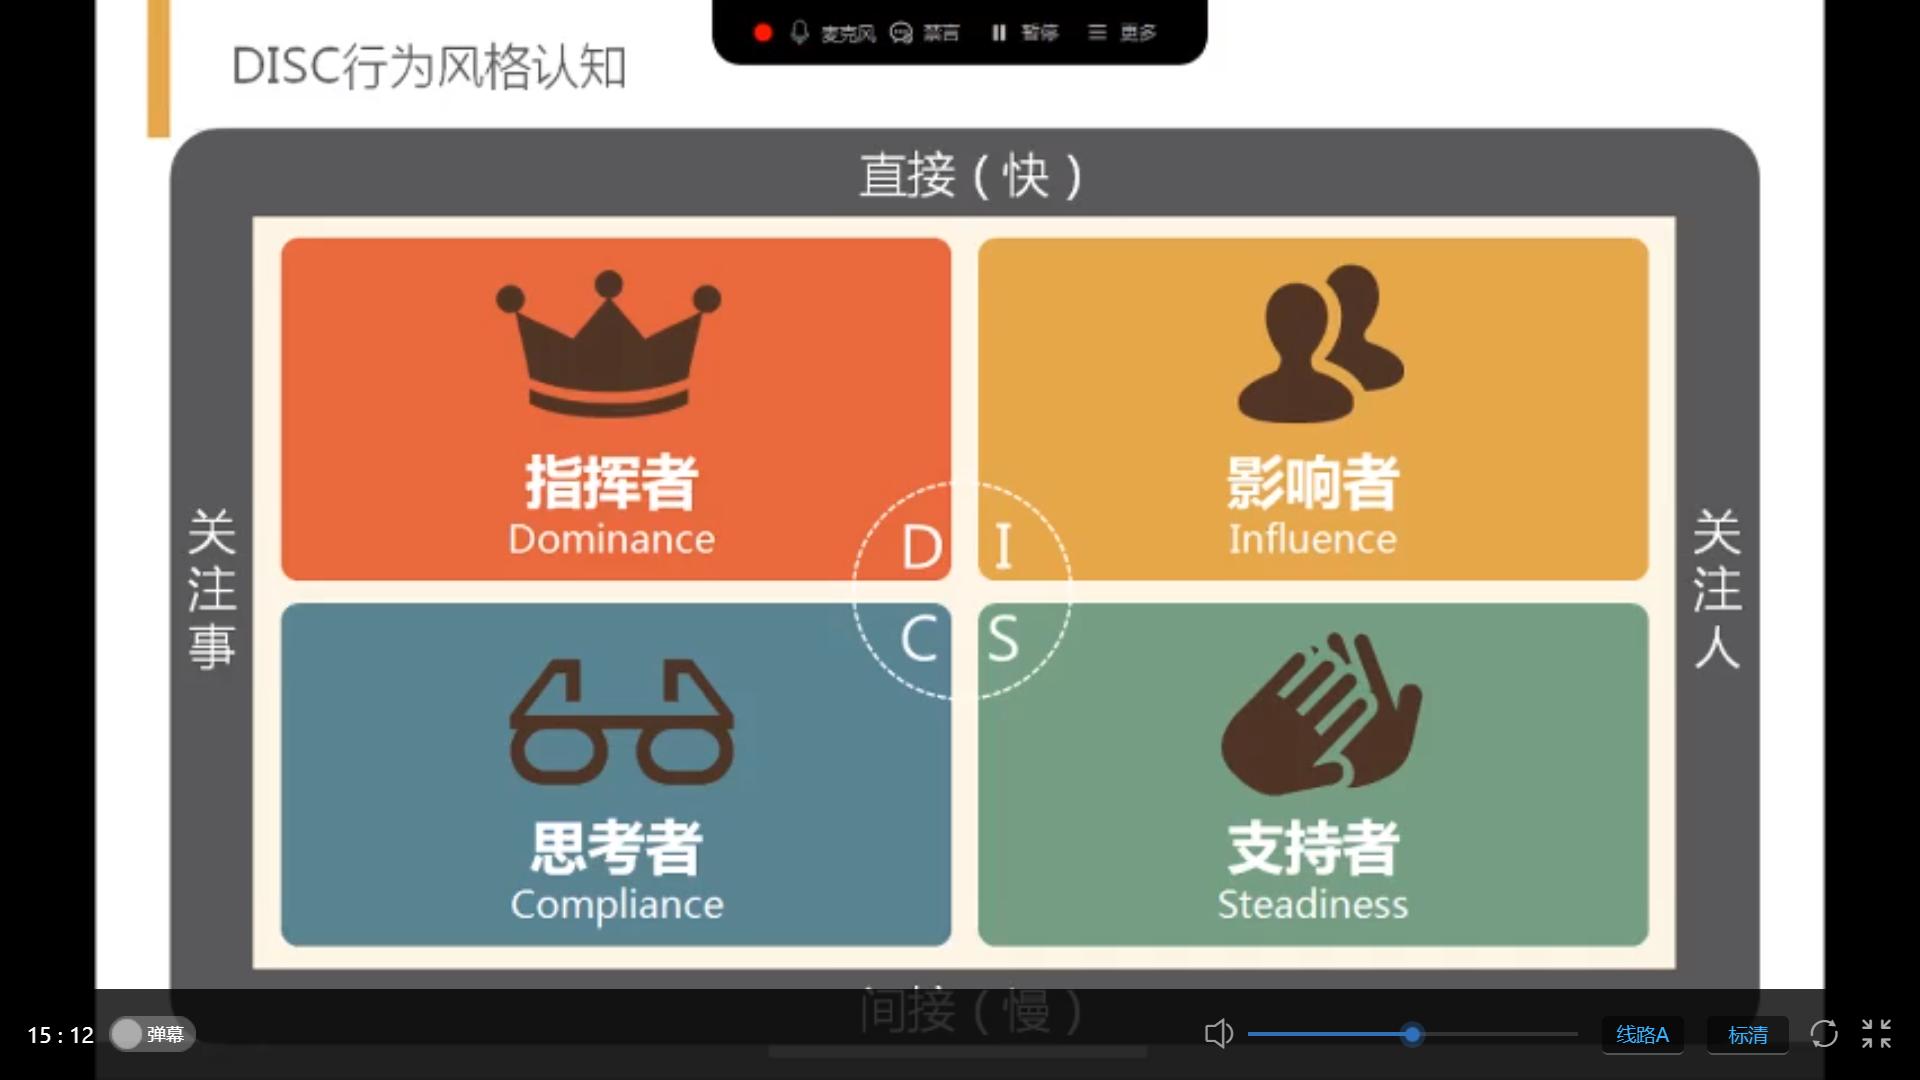 麦克风 禁言 暂停 更多
DISC行为风格认知
直接（快）
关注事
指挥者
Dominance
影响者
Influence
关注人
D I
C S
思考者
Compliance
支持者
Steadiness
间接（慢）
15:12 弹幕 线路A 标清